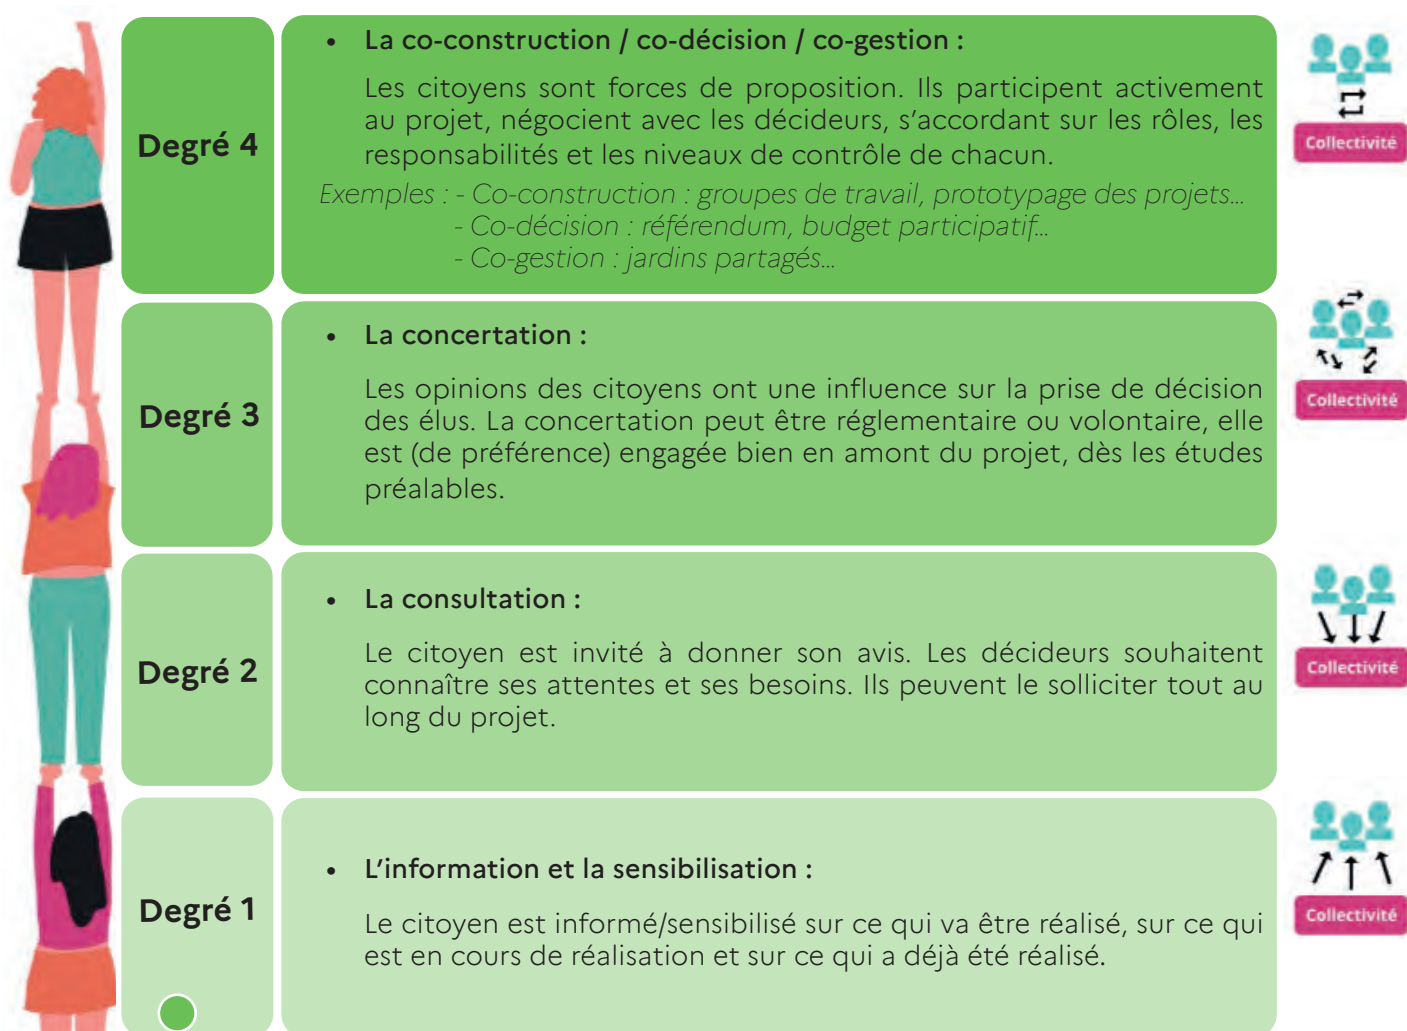 • La co-construction / co-décision / co-gestion :
Degré 4
Les citoyens sont forces de proposition. Ils participent activement
au projet, négocient avec les décideurs, s’accordant sur les rôles, les
responsabilités et les niveaux de contrôle de chacun.
Exemples : - Co-construction : groupes de travail, prototypage des projets...
- Co-décision : référendum, budget participatif...
- Co-gestion : jardins partagés...
Collectivité
• La concertation :
Degré 3
Les opinions des citoyens ont une influence sur la prise de décision
des élus. La concertation peut être réglementaire ou volontaire, elle
est (de préférence) engagée bien en amont du projet, dès les études
préalables.
Collectivité
• La consultation :
Degré 2
Le citoyen est invité à donner son avis. Les décideurs souhaitent
connaître ses attentes et ses besoins. Ils peuvent le solliciter tout au
long du projet.
Collectivité
• L’information et la sensibilisation :
Degré 1
Le citoyen est informé/sensibilisé sur ce qui va être réalisé, sur ce qui
est en cours de réalisation et sur ce qui a déjà été réalisé.
Collectivité